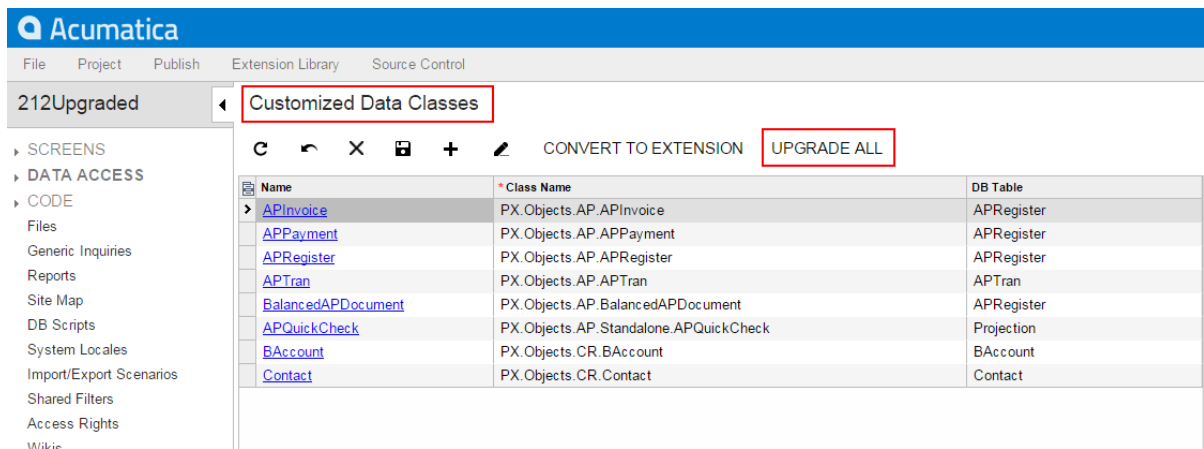 Acumatica
File Project Publish Extension Library Source Control
212Upgraded
Customized Data Classes
SCREENS
DATA ACCESS
CODE
Files
Generic Inquiries
Reports
Site Map
DB Scripts
System Locales
Import/Export Scenarios
Shared Filters
Access Rights
Wikis
CONVERT TO EXTENSION UPGRADE ALL
Name * Class Name DB Table
APInvoice PX.Objects.AP.APInvoice APRegister
APPayment PX.Objects.AP.APPayment APRegister
APRegister PX.Objects.AP.APRegister APRegister
APTran PX.Objects.AP.APTran APTran
BalancedAPDocument PX.Objects.AP.BalancedAPDocument APRegister
APQuickCheck PX.Objects.AP.Standalone.APQuickCheck Projection
BAccount PX.Objects.CR.BAccount BAccount
Contact PX.Objects.CR.Contact Contact